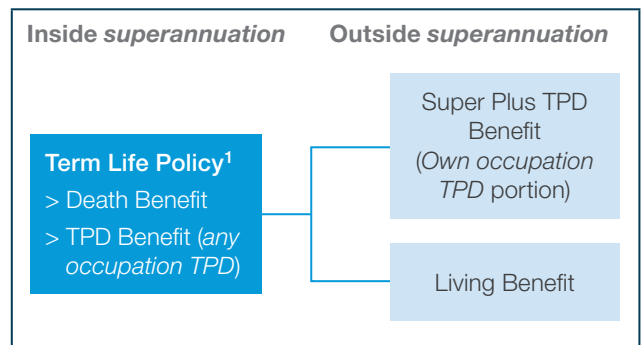 Inside superannuation
Outside superannuation
Term Life Policy1
> Death Benefit
> TPD Benefit (any
occupation TPD)
Super Plus TPD
Benefit
(Own occupation
TPD portion)
Living Benefit